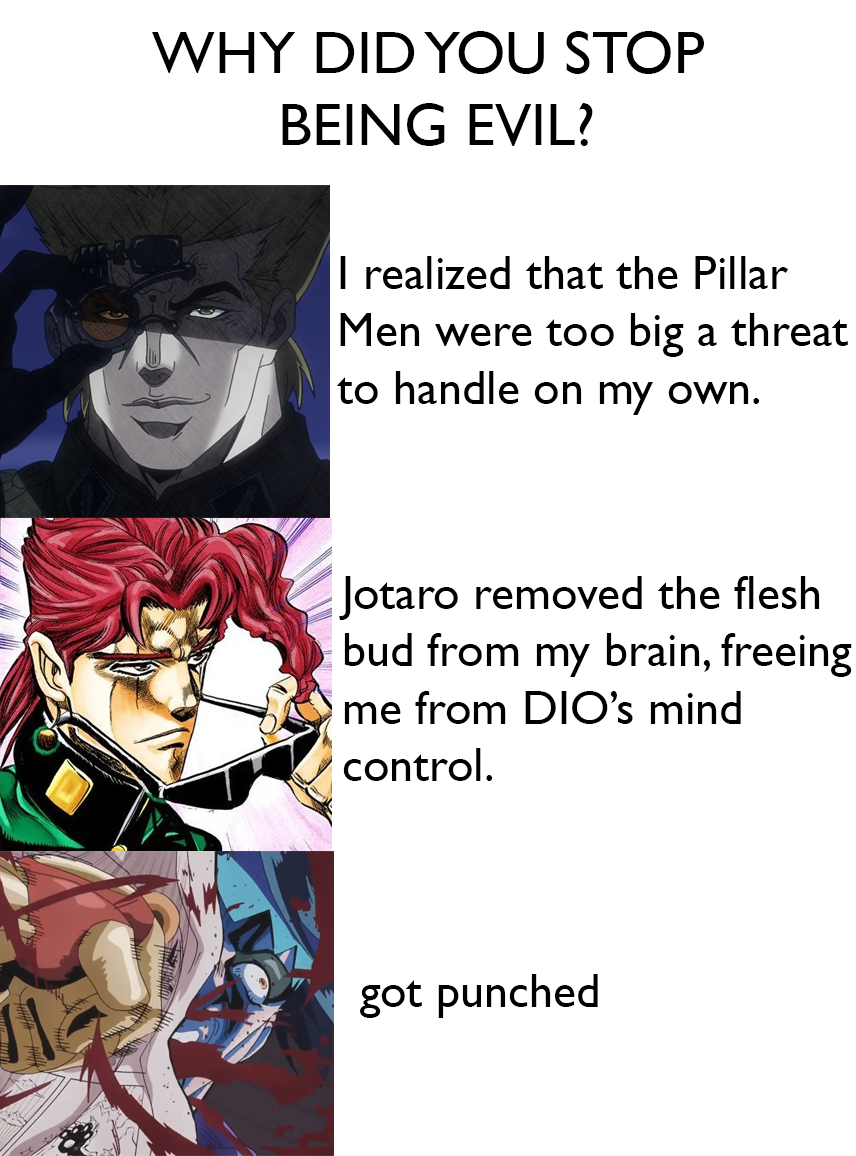 WHY DID YOU STOP
BEING EVIL?
I realized that the Pillar
Men were too big a threat
to handle on my own.
Jotaro removed the flesh
bud from my brain, freeing
me from DIO’s mind
control.
got punched